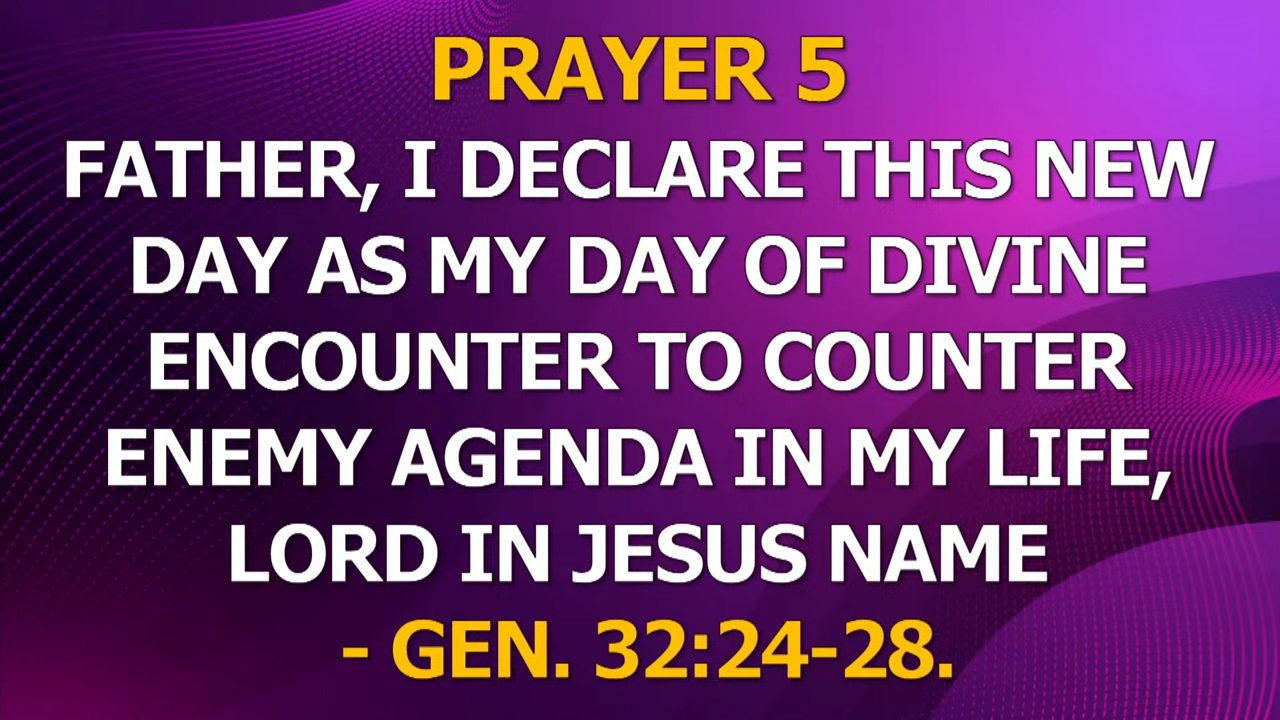 PRAYER 5
FATHER, I DECLARE THIS NEW
DAY AS MY DAY OF DIVINE
ENCOUNTER TO COUNTER
ENEMY AGENDA IN MY LIFE,
LORD IN JESUS NAME
- GEN. 32:24-28.